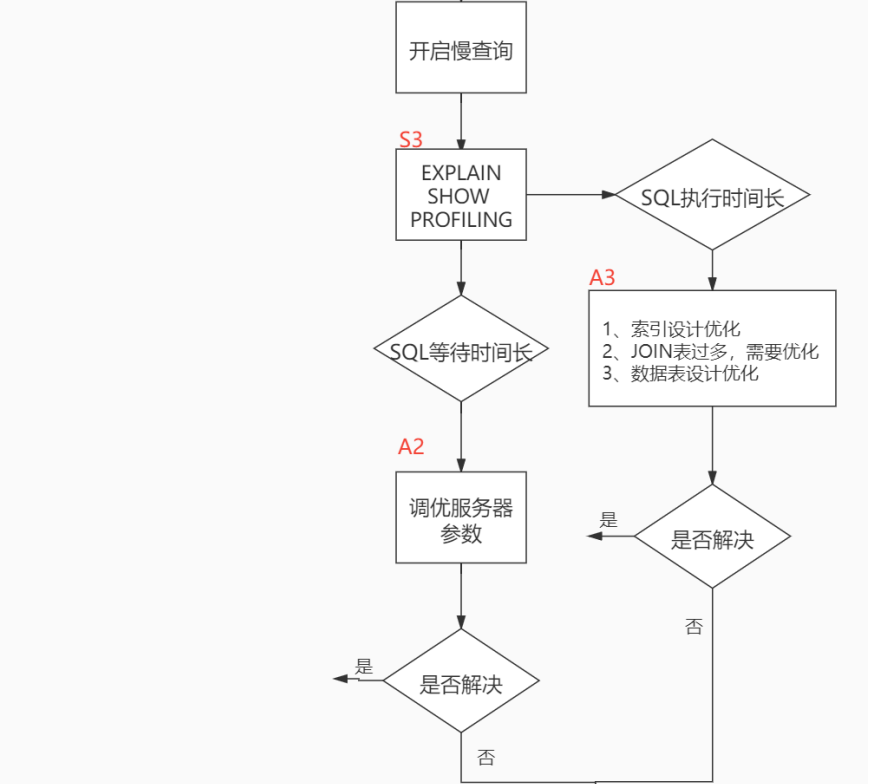 开启慢查询
S3
EXPLAIN
SHOW
PROFILING
SQL执行时间长
A3
1、索引设计优化
2、JOIN表过多，需要优化
3、数据表设计优化
SQL等待时间长
A2
调优服务器
参数
是
是否解决
否
是
是否解决
否